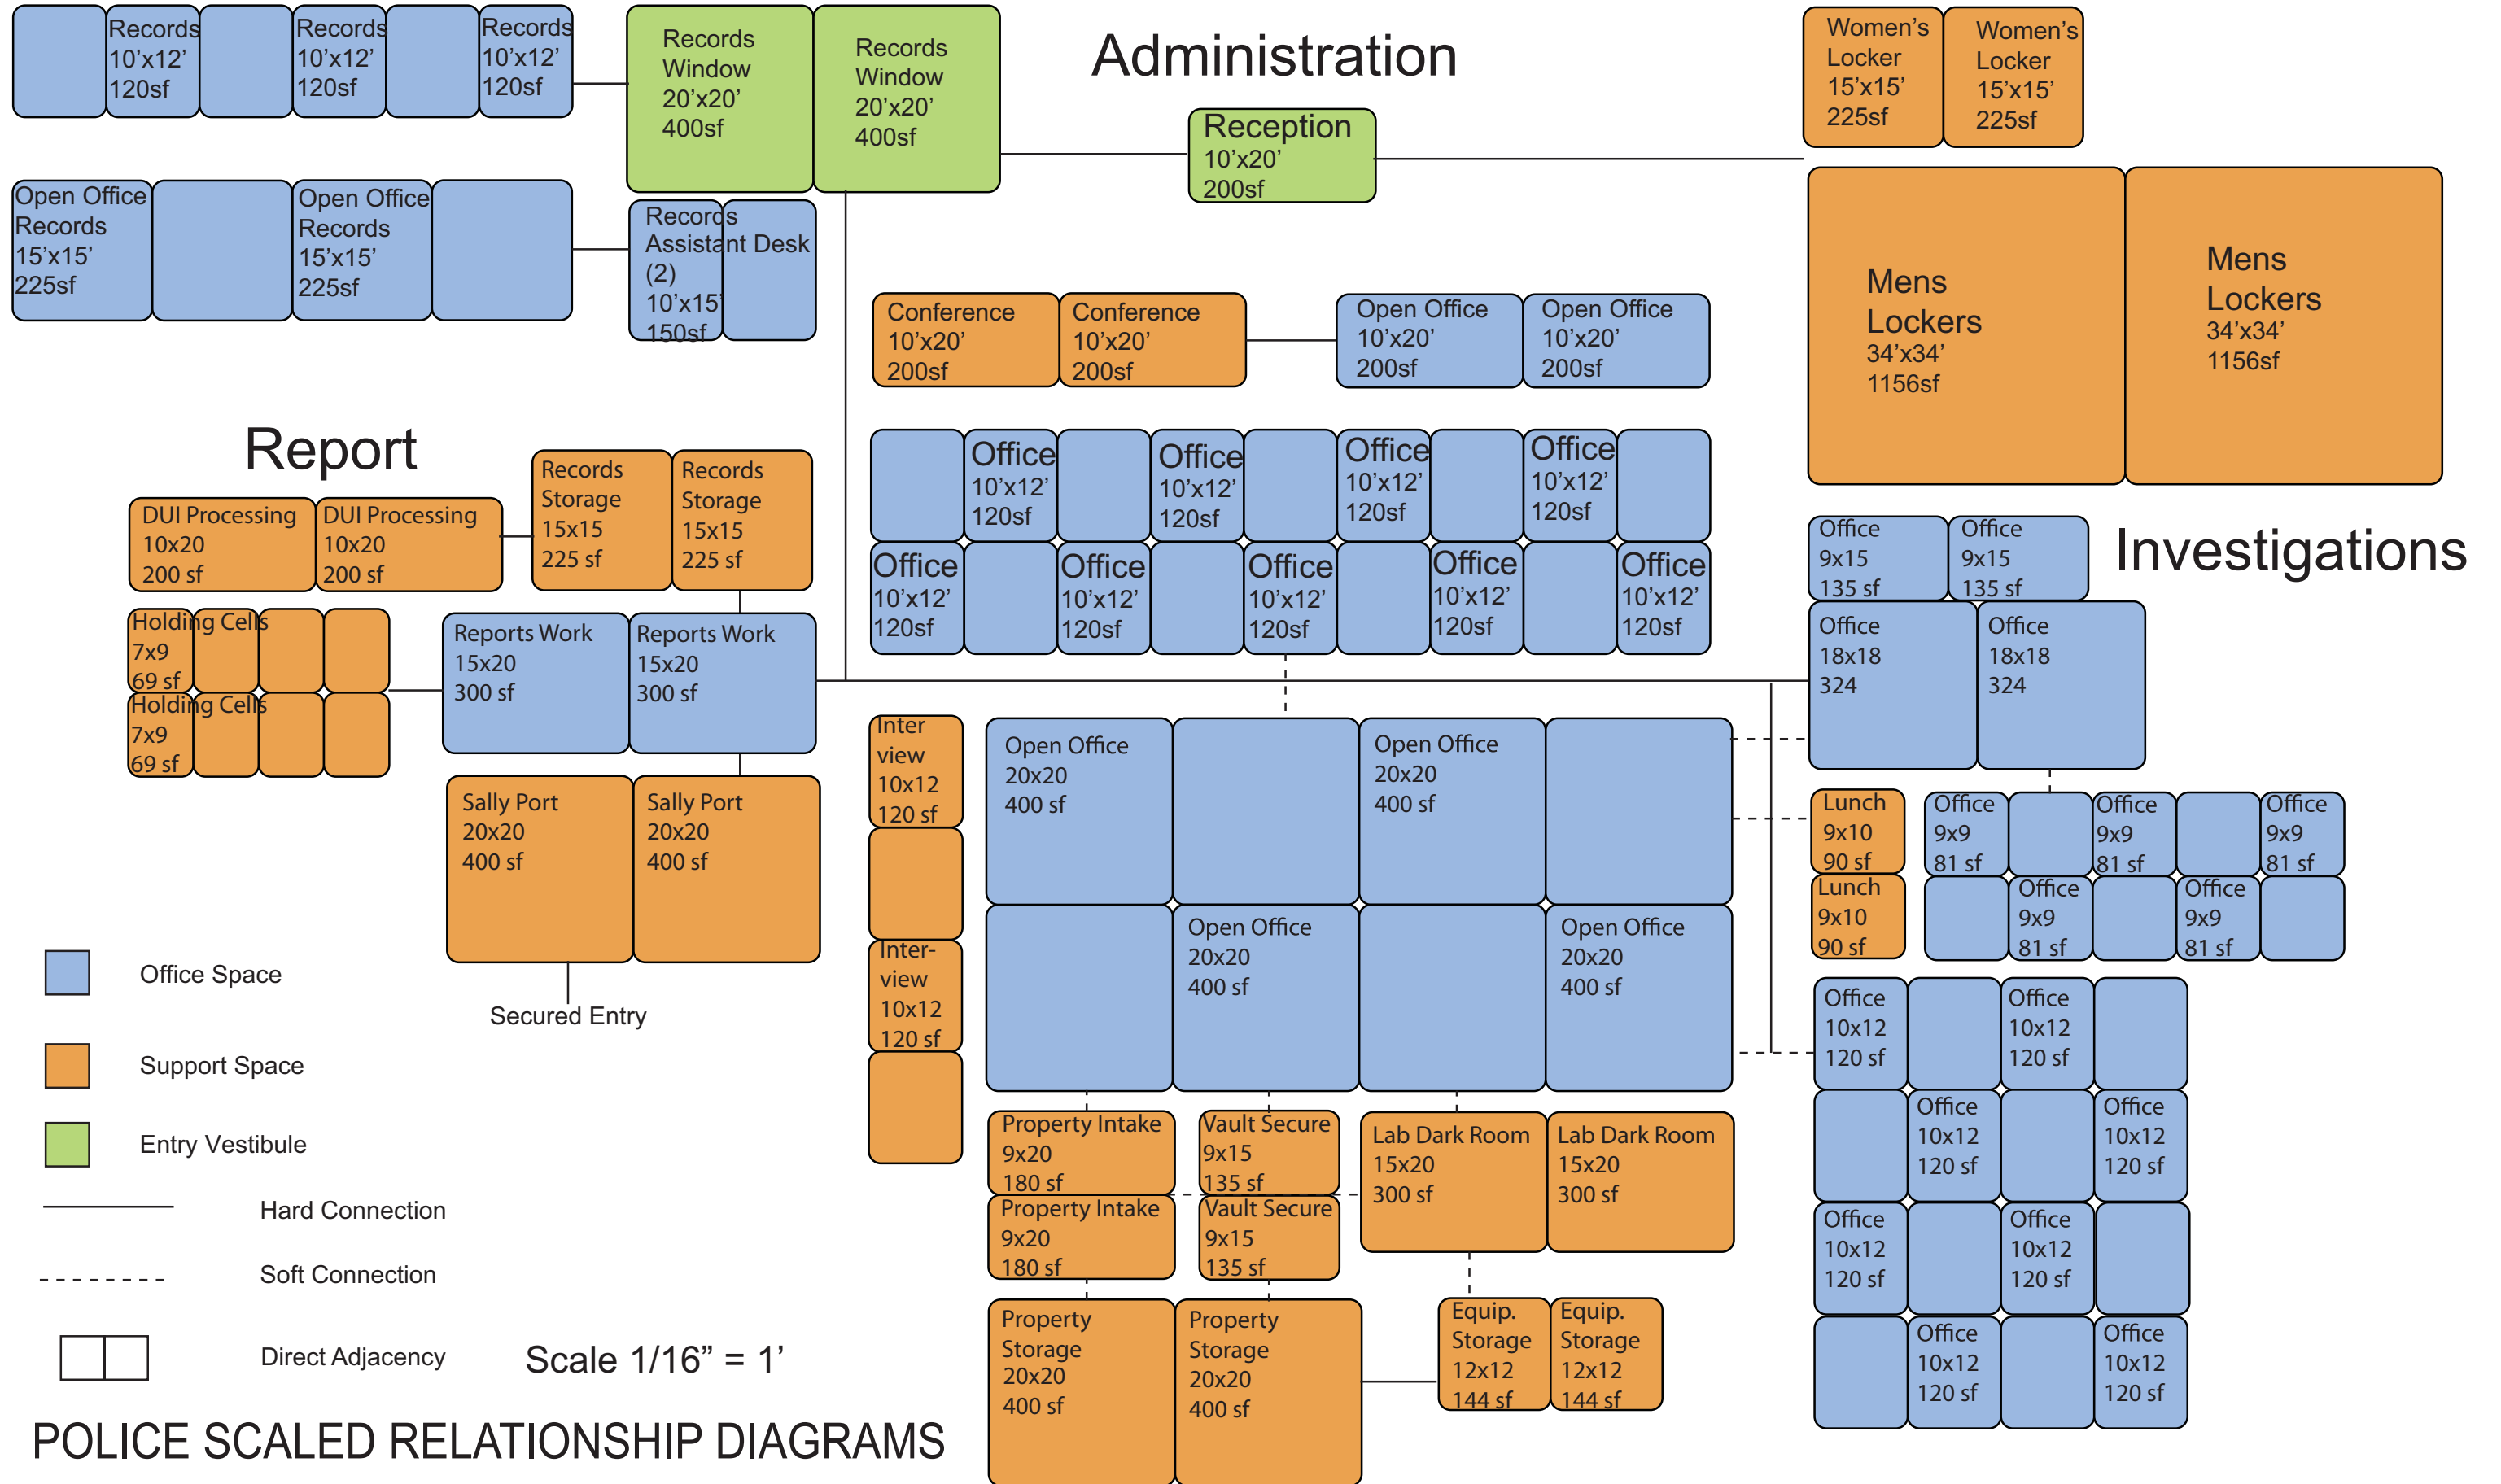 Records
10’x12’
120sf
Records
10’x12’
120sf
Records
10’x12’
120sf
Records
Window
20’x20’
400sf
Records
Window
20’x20’
400sf
Administration
Reception
10’x20’
200sf
Women’s
Locker
15’x15’
225sf
Women’s
Locker
15’x15’
225sf
Open Office
Records
15’x15’
225sf
Open Office
Records
15’x15’
225sf
Records
Assistant Desk
(2)
10’x15’
150sf
Mens
Lockers
34’x34’
1156sf
Mens
Lockers
34’x34’
1156sf
Conference
10’x20’
200sf
Conference
10’x20’
200sf
Open Office
10’x20’
200sf
Open Office
10’x20’
200sf
Report
DUI Processing
10x20
200 sf
DUI Processing
10x20
200 sf
Records
Storage
15x15
225 sf
Records
Storage
15x15
225 sf
Office
10’x12’
120sf
Office
10’x12’
120sf
Office
10’x12’
120sf
Office
10’x12’
120sf
Office
10’x12’
120sf
Office
10’x12’
120sf
Office
10’x12’
120sf
Office
10’x12’
120sf
Office
10’x12’
120sf
Office
9x15
135 sf
Office
9x15
135 sf
Investigations
Office
18x18
324
Office
18x18
324
Holding Cells
7x9
69 sf
Holding Cells
7x9
69 sf
Reports Work
15x20
300 sf
Reports Work
15x20
300 sf
Sally Port
20x20
400 sf
Sally Port
20x20
400 sf
Secured Entry
Inter
view
10x12
120 sf
Inter-
view
10x12
120 sf
Open Office
20x20
400 sf
Open Office
20x20
400 sf
Open Office
20x20
400 sf
Open Office
20x20
400 sf
Lunch
9x10
90 sf
Lunch
9x10
90 sf
Office
9x9
81 sf
Office
9x9
81 sf
Office
9x9
81 sf
Office
9x9
81 sf
Office
9x9
81 sf
Office
10x12
120 sf
Office
10x12
120 sf
Office
10x12
120 sf
Office
10x12
120 sf
Office
10x12
120 sf
Office
10x12
120 sf
Office
10x12
120 sf
Office
10x12
120 sf
Property Intake
9x20
180 sf
Property Intake
9x20
180 sf
Vault Secure
9x15
135 sf
Vault Secure
9x15
135 sf
Lab Dark Room
15x20
300 sf
Lab Dark Room
15x20
300 sf
Property
Storage
20x20
400 sf
Property
Storage
20x20
400 sf
Equip.
Storage
12x12
144 sf
Equip.
Storage
12x12
144 sf
Office Space
Support Space
Entry Vestibule
Hard Connection
Soft Connection
Direct Adjacency
Scale 1/16” = 1’
POLICE SCALED RELATIONSHIP DIAGRAMS